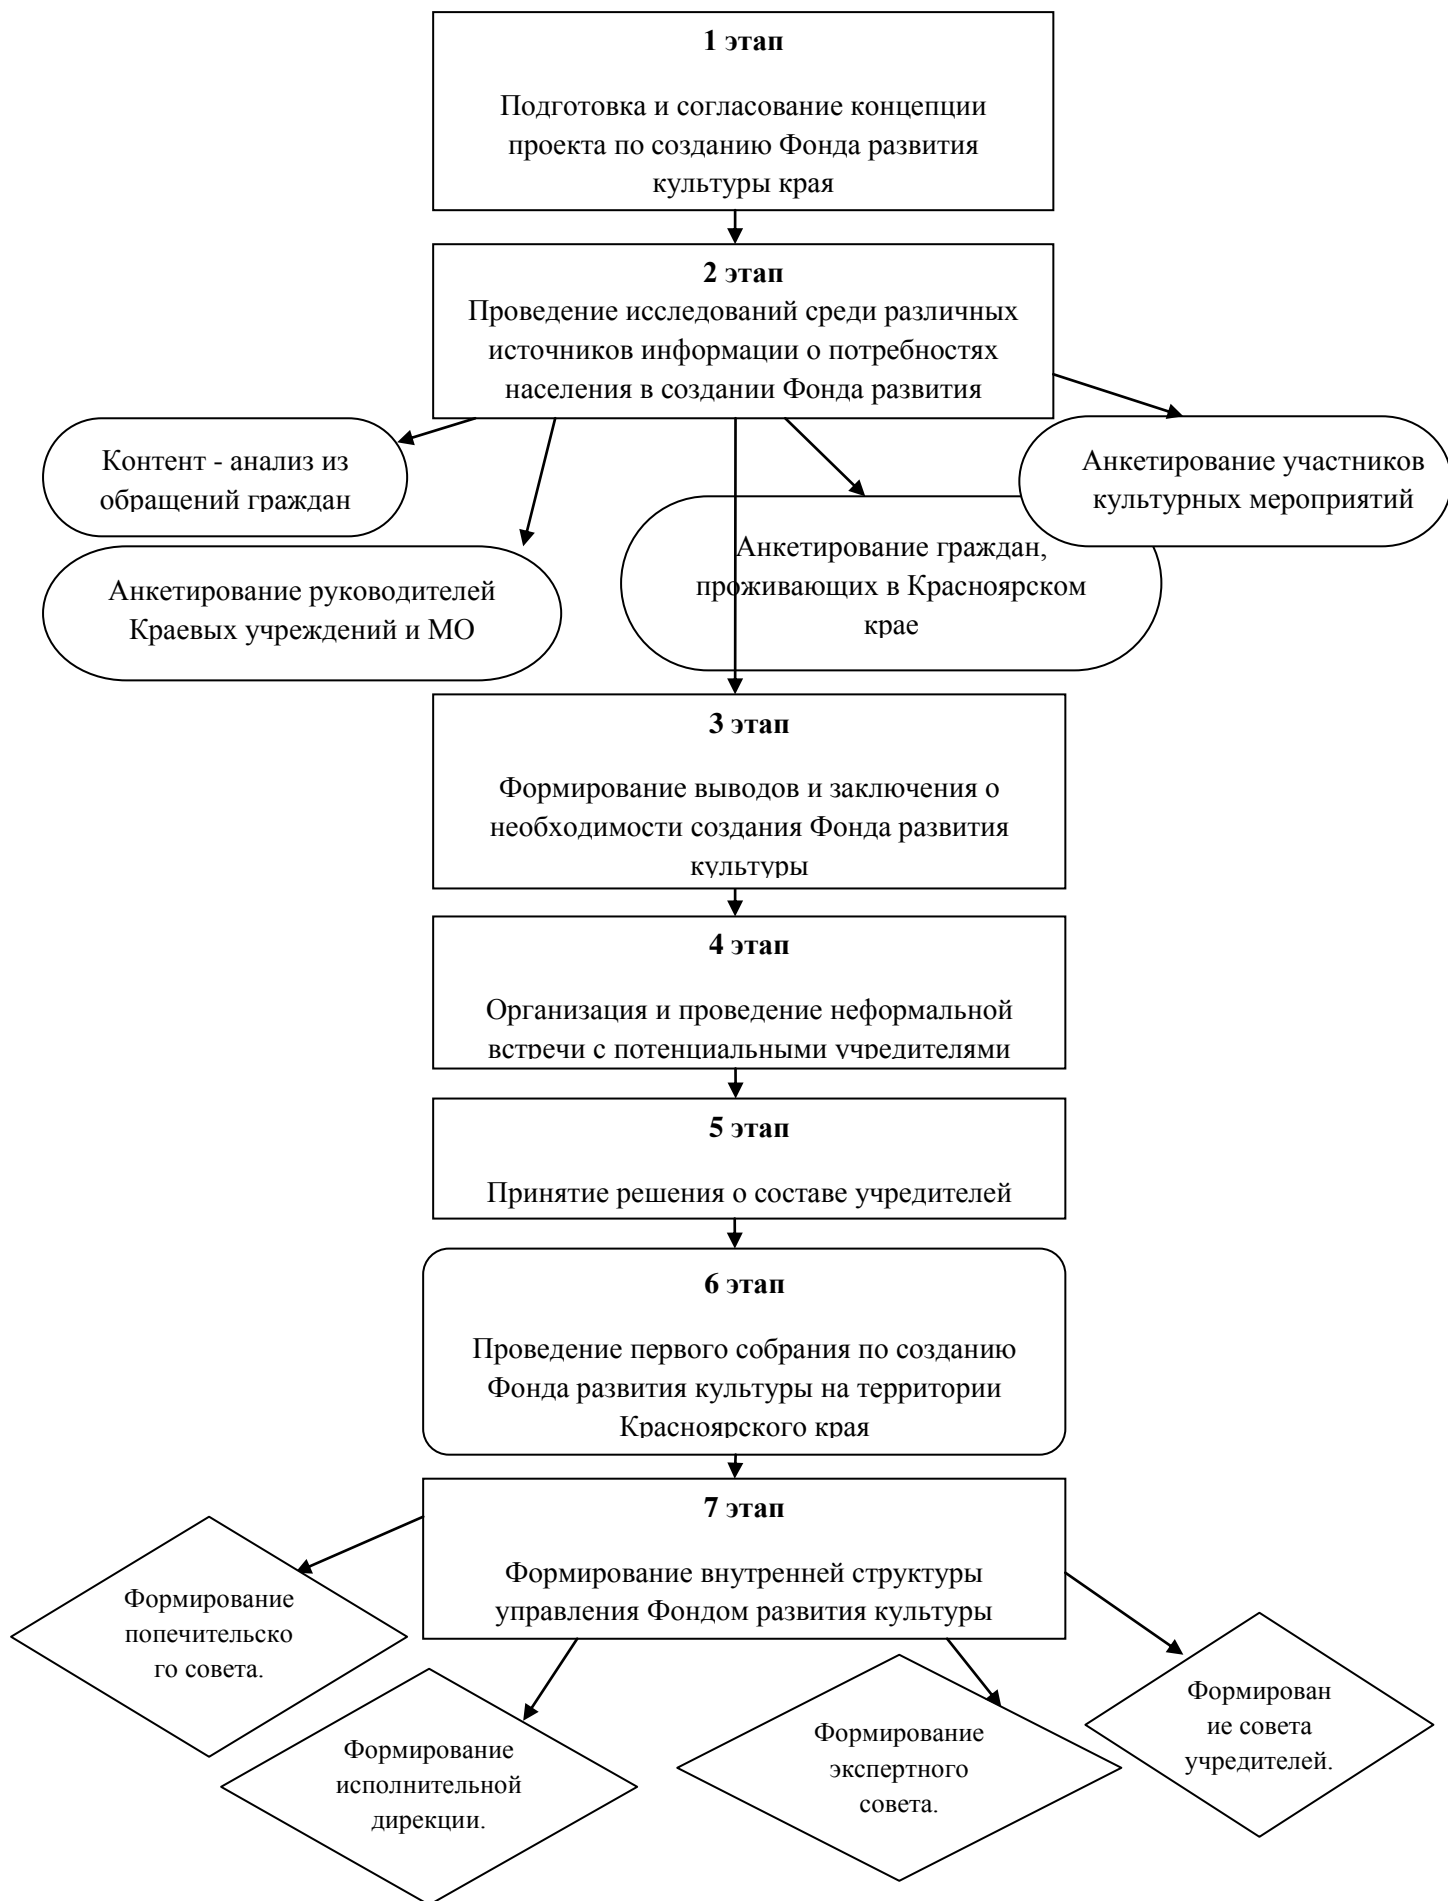 1 этап
Подготовка и согласование концепции
проекта по созданию Фонда развития
культуры края
2 этап
Проведение исследований среди различных
источников информации о потребностях
населения в создании Фонда развития
Контент - анализ из
обращений граждан
Анкетирование участников
культурных мероприятий
Анкетирование руководителей
Краевых учреждений и МО
Анкетирование граждан,
проживающих в Красноярском
крае
3 этап
Формирование выводов и заключения о
необходимости создания Фонда развития
культуры
4 этап
Организация и проведение неформальной
встречи с потенциальными учредителями
5 этап
Принятие решения о составе учредителей
6 этап
Проведение первого собрания по созданию
Фонда развития культуры на территории
Красноярского края
7 этап
Формирование внутренней структуры
управления Фондом развития культуры
Формирование
попечительско
го совета.
Формирование
исполнительной
дирекции.
Формирование
экспертного
совета.
Формирован
ие совета
учредителей.